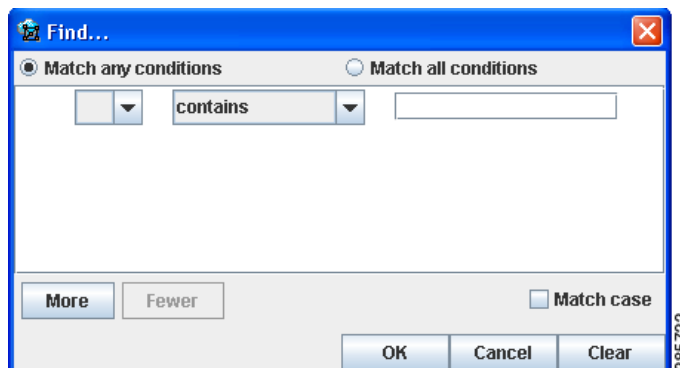 Find...
Match any conditions
Match all conditions
contains
More
Fewer
Match case
OK
Cancel
Clear